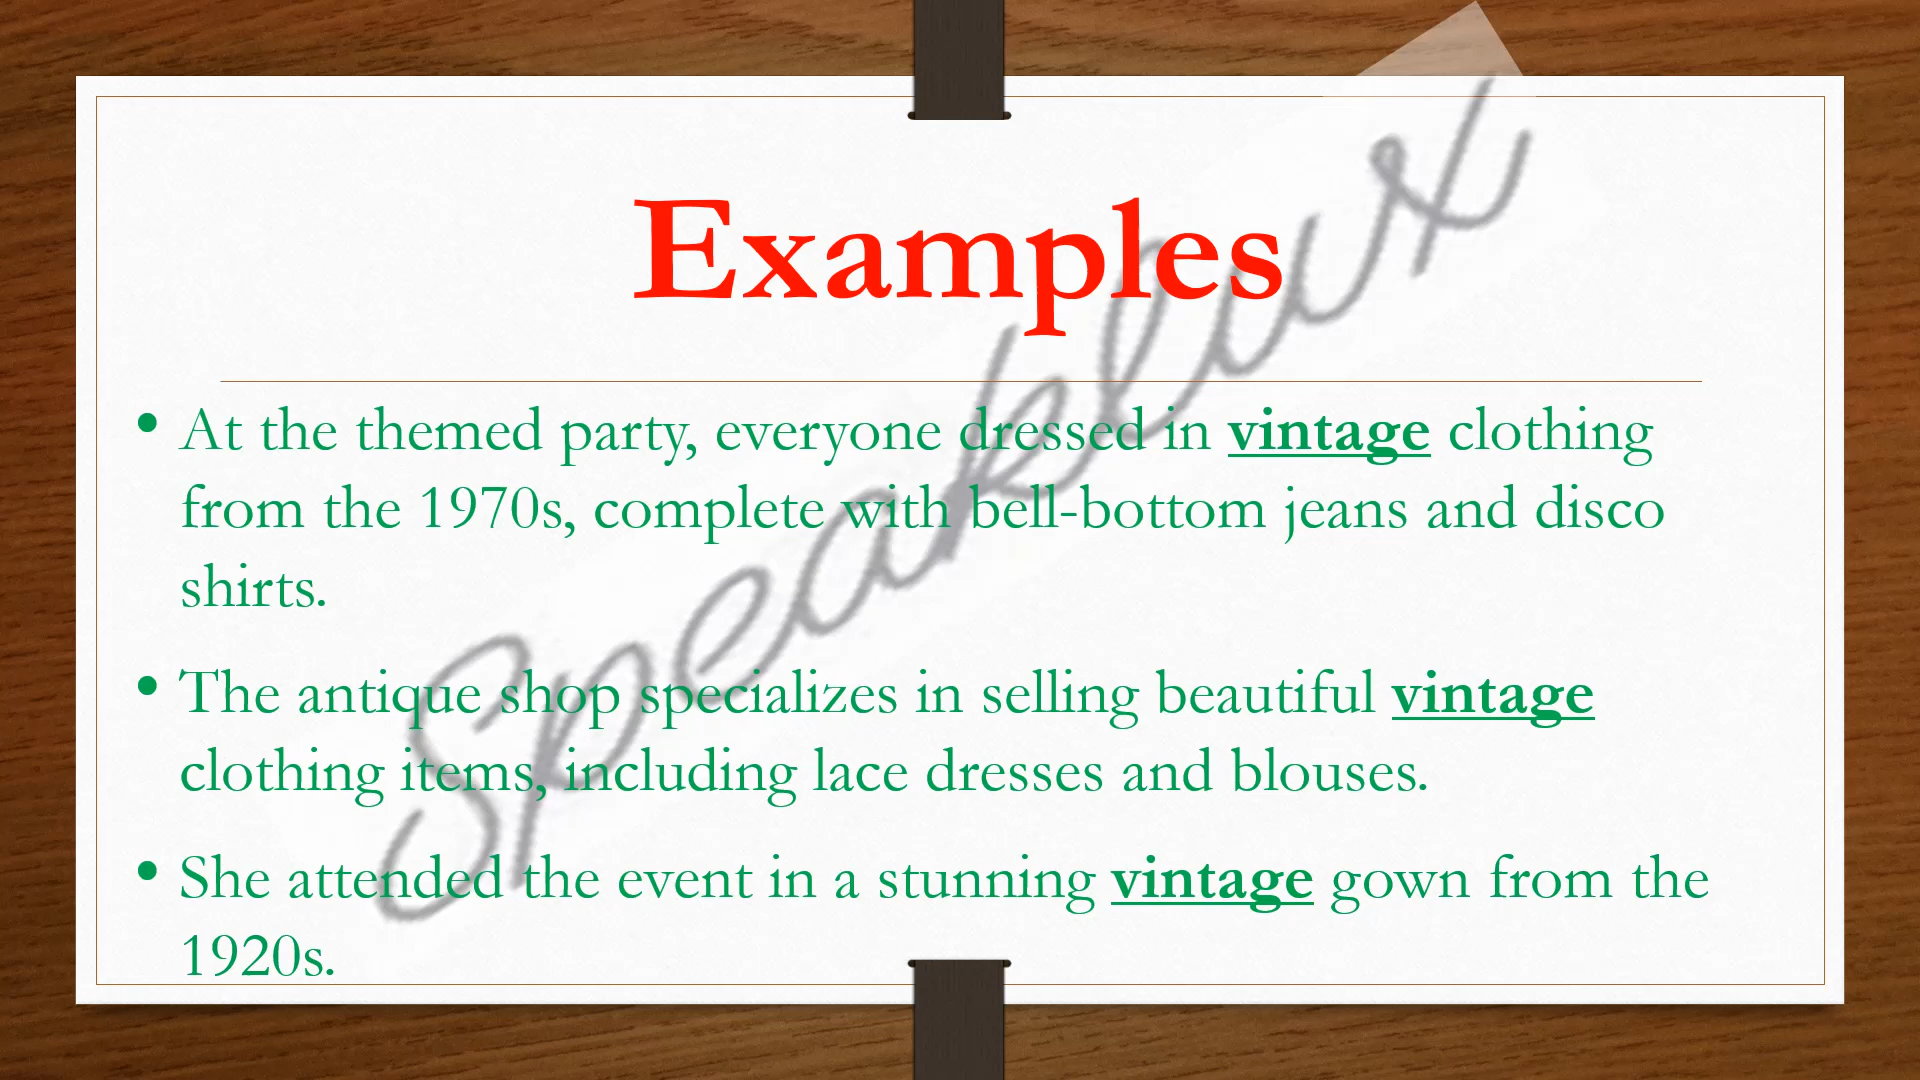 Examples
• At the themed party, everyone dressed in vintage clothing
from the 1970s, complete with bell-bottom jeans and disco
shirts.
• The antique shop specializes in selling beautiful vintage
clothing items, including lace dresses and blouses.
• She attended the event in a stunning vintage gown from the
1920s.
Speaklux